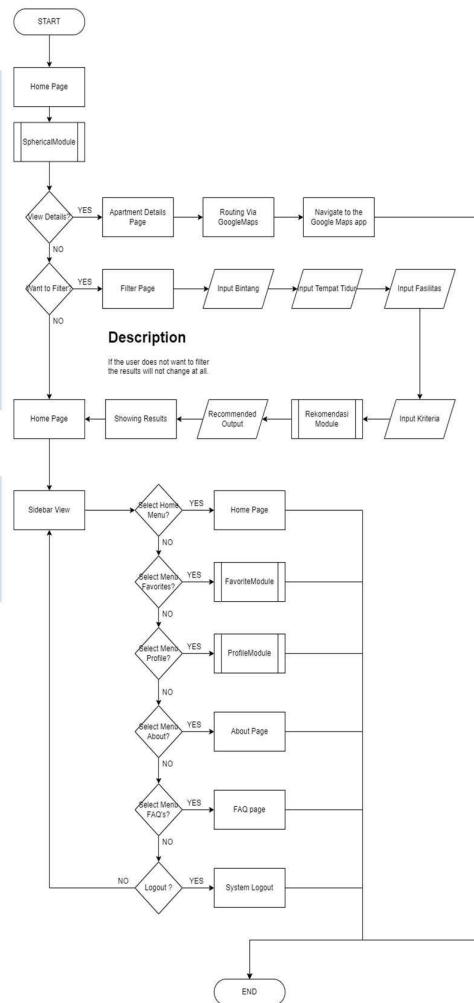 START
Home Page
SphericalModule
View Details?
YES
Apartment Details
Page
Routing Via
GoogleMaps
Navigate to the
Google Maps app
NO
Want to Filter?
YES
Filter Page
Input Bintang
Input Tempat Tidur
Input Fasilitas
NO
Description
If the user does not want to filter
the results will not change at all.
Home Page
Showing Results
Recommended
Output
Rekomendasi
Module
Input Kriteria
Sidebar View
Select Home
Menu?
YES
Home Page
NO
Select Menu
Favorites?
YES
FavoriteModule
NO
Select Menu
Profile?
YES
ProfileModule
NO
Select Menu
About?
YES
About Page
NO
Select Menu
FAQ's?
YES
FAQ page
NO
NO
Logout ?
YES
System Logout
END